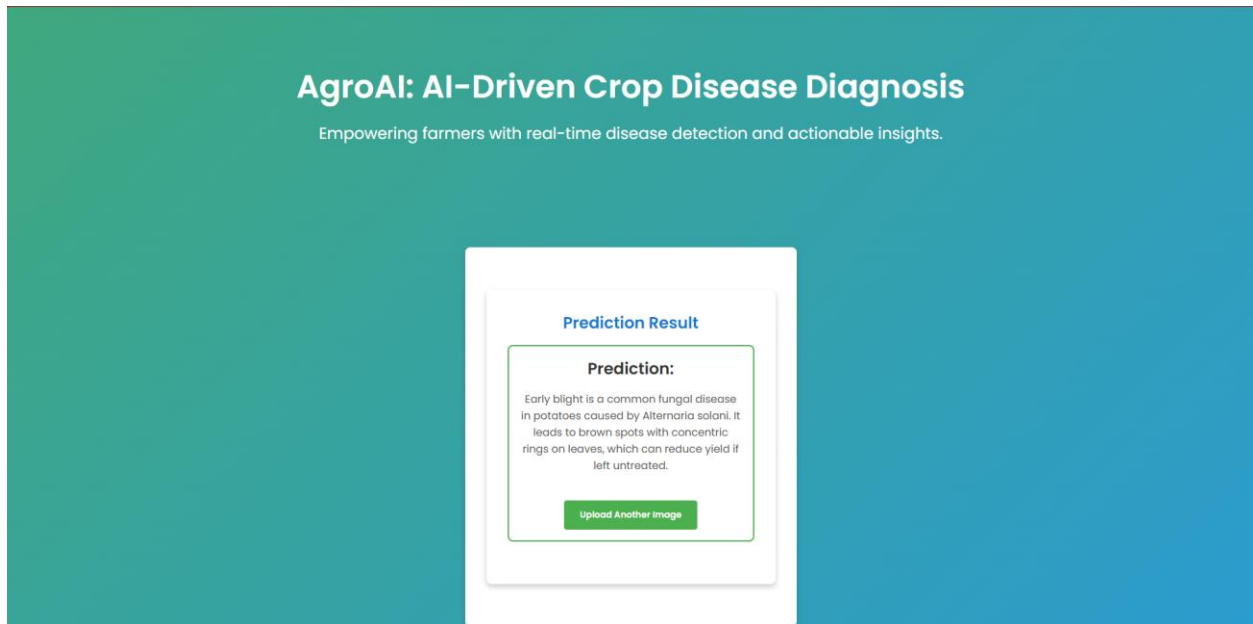 AgroAI: AI-Driven Crop Disease Diagnosis
Empowering farmers with real-time disease detection and actionable insights.
Prediction Result
Prediction:
Early blight is a common fungal disease
in potatoes caused by Alternaria solani. It
leads to brown spots with concentric
rings on leaves, which can reduce yield if
left untreated.
Upload Another Image